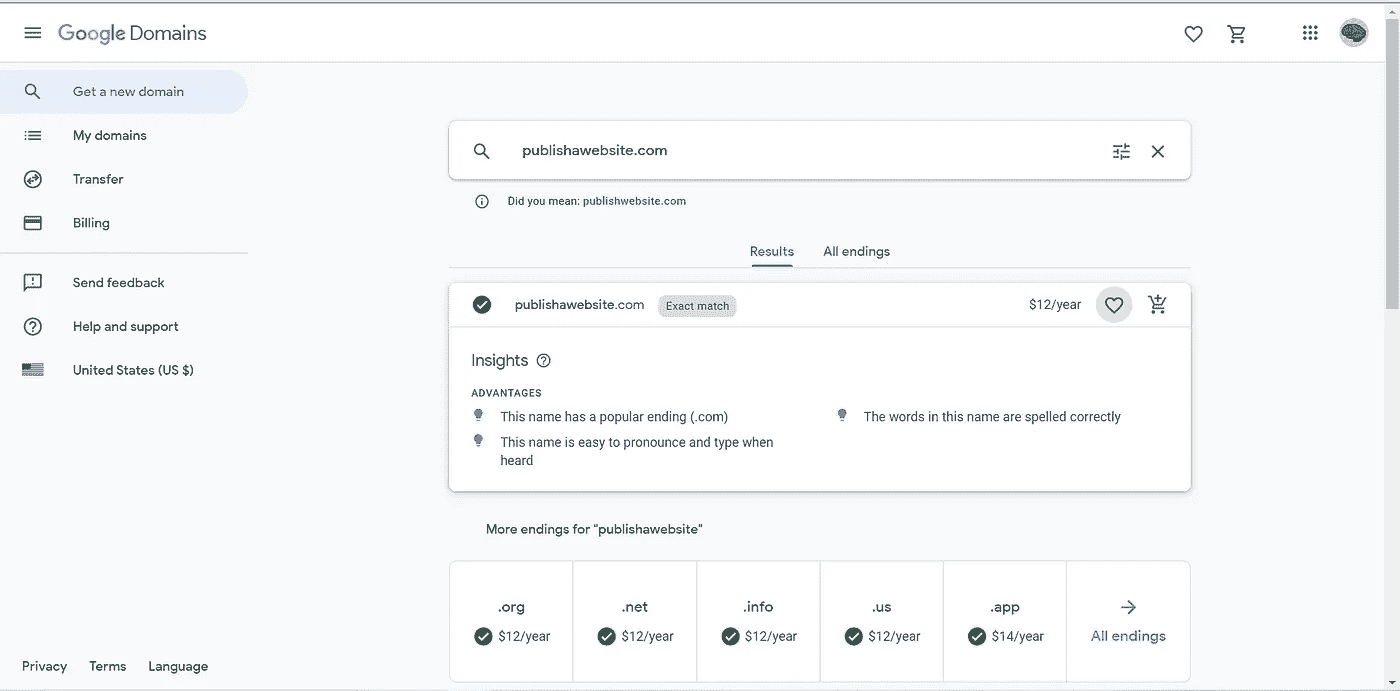 Google Domains
Get a new domain
My domains
Transfer
Billing
Send feedback
Help and support
United States (US $)
Privacy Terms Language
publishawebsite.com
Did you mean: publishwebsite.com
Results All endings
publishawebsite.com Exact match $12/year
Insights
ADVANTAGES
This name has a popular ending (.com)
This name is easy to pronounce and type when
heard
The words in this name are spelled correctly
More endings for "publishawebsite"
.org
$12/year
.net
$12/year
.info
$12/year
.us
$12/year
.app
$14/year
All endings